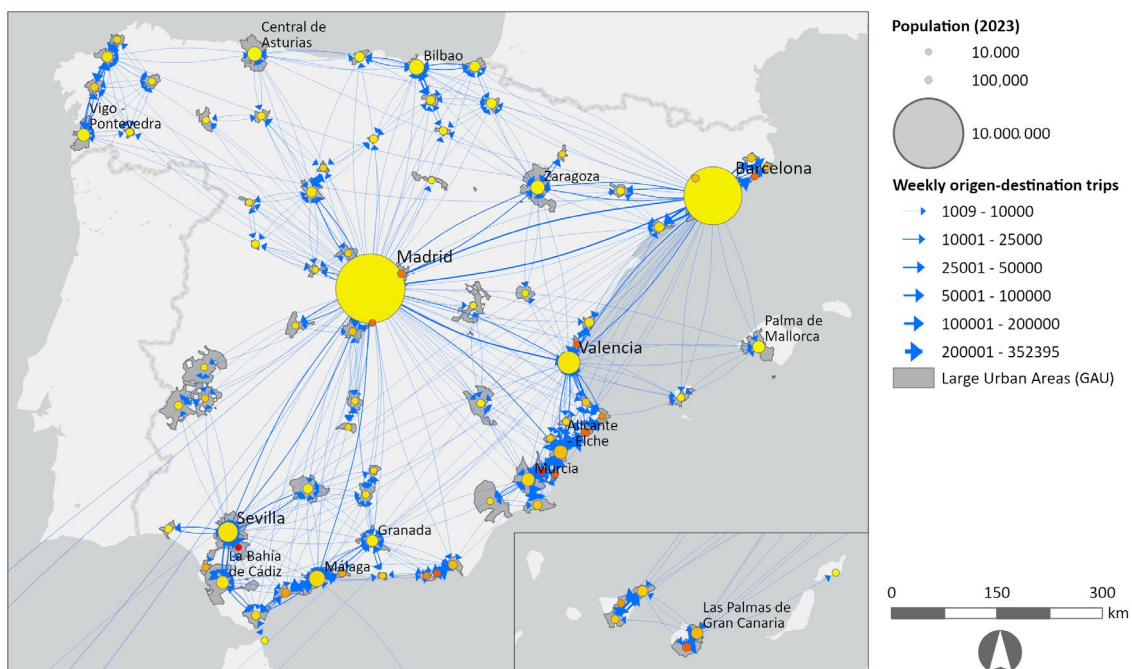 Central de
Asturias
Bilbao
Vigo -
Pontevedra
Zaragoza
Barcelona
Madrid
Valencia
Palma de
Mallorca
Alicante
- Elche
Murcia
Sevilla
La Bahía
de Cádiz
Granada
Málaga
Las Palmas de
Gran Canaria
Population (2023)
10.000
100,000
10.000.000
Weekly origen-destination trips
1009 - 10000
10001 - 25000
25001 - 50000
50001 - 100000
100001 - 200000
200001 - 352395
Large Urban Areas (GAU)
0 150 300
km